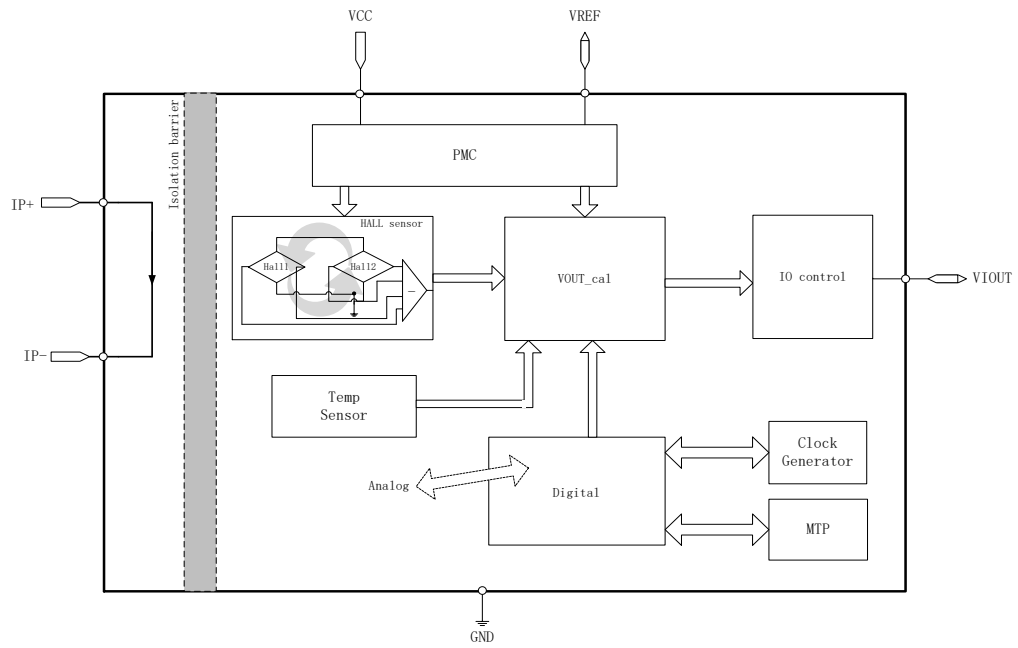 VCC
VREF
Isolation barrier
PMC
IP+
HALL sensor
Hall1
Hall2
-
VOUT_cal
IO control
VIOUT
IP-
Temp
Sensor
Clock
Generator
Analog
Digital
MTP
GND